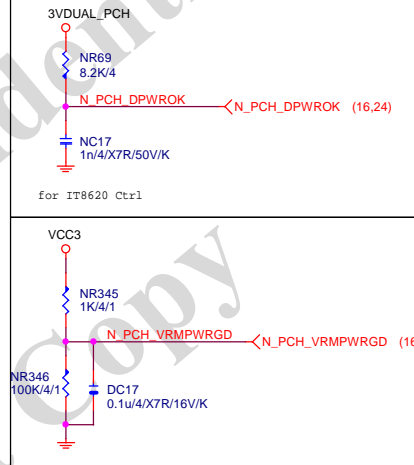 3VDUAL_PCH
NR69
8.2K/4
N_PCH_DPWROK
N_PCH_DPWROK (16,24)
NC17
1n/4/X7R/50V/K
for IT8620 Ctrl
VCC3
NR345
1K/4/1
N_PCH_VRMPWRGD
N_PCH_VRMPWRGD (16
NR346
100K/4/1
DC17
0.1u/4/X7R/16V/K
Copy